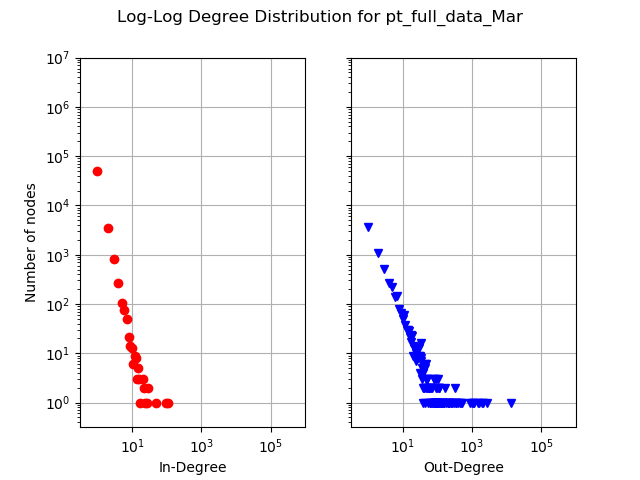 Log-Log Degree Distribution for pt_full_data_Mar
Number of nodes
10^7
10^6
10^5
10^4
10^3
10^2
10^1
10^0
10^1 10^3 10^5
In-Degree
10^1 10^3 10^5
Out-Degree